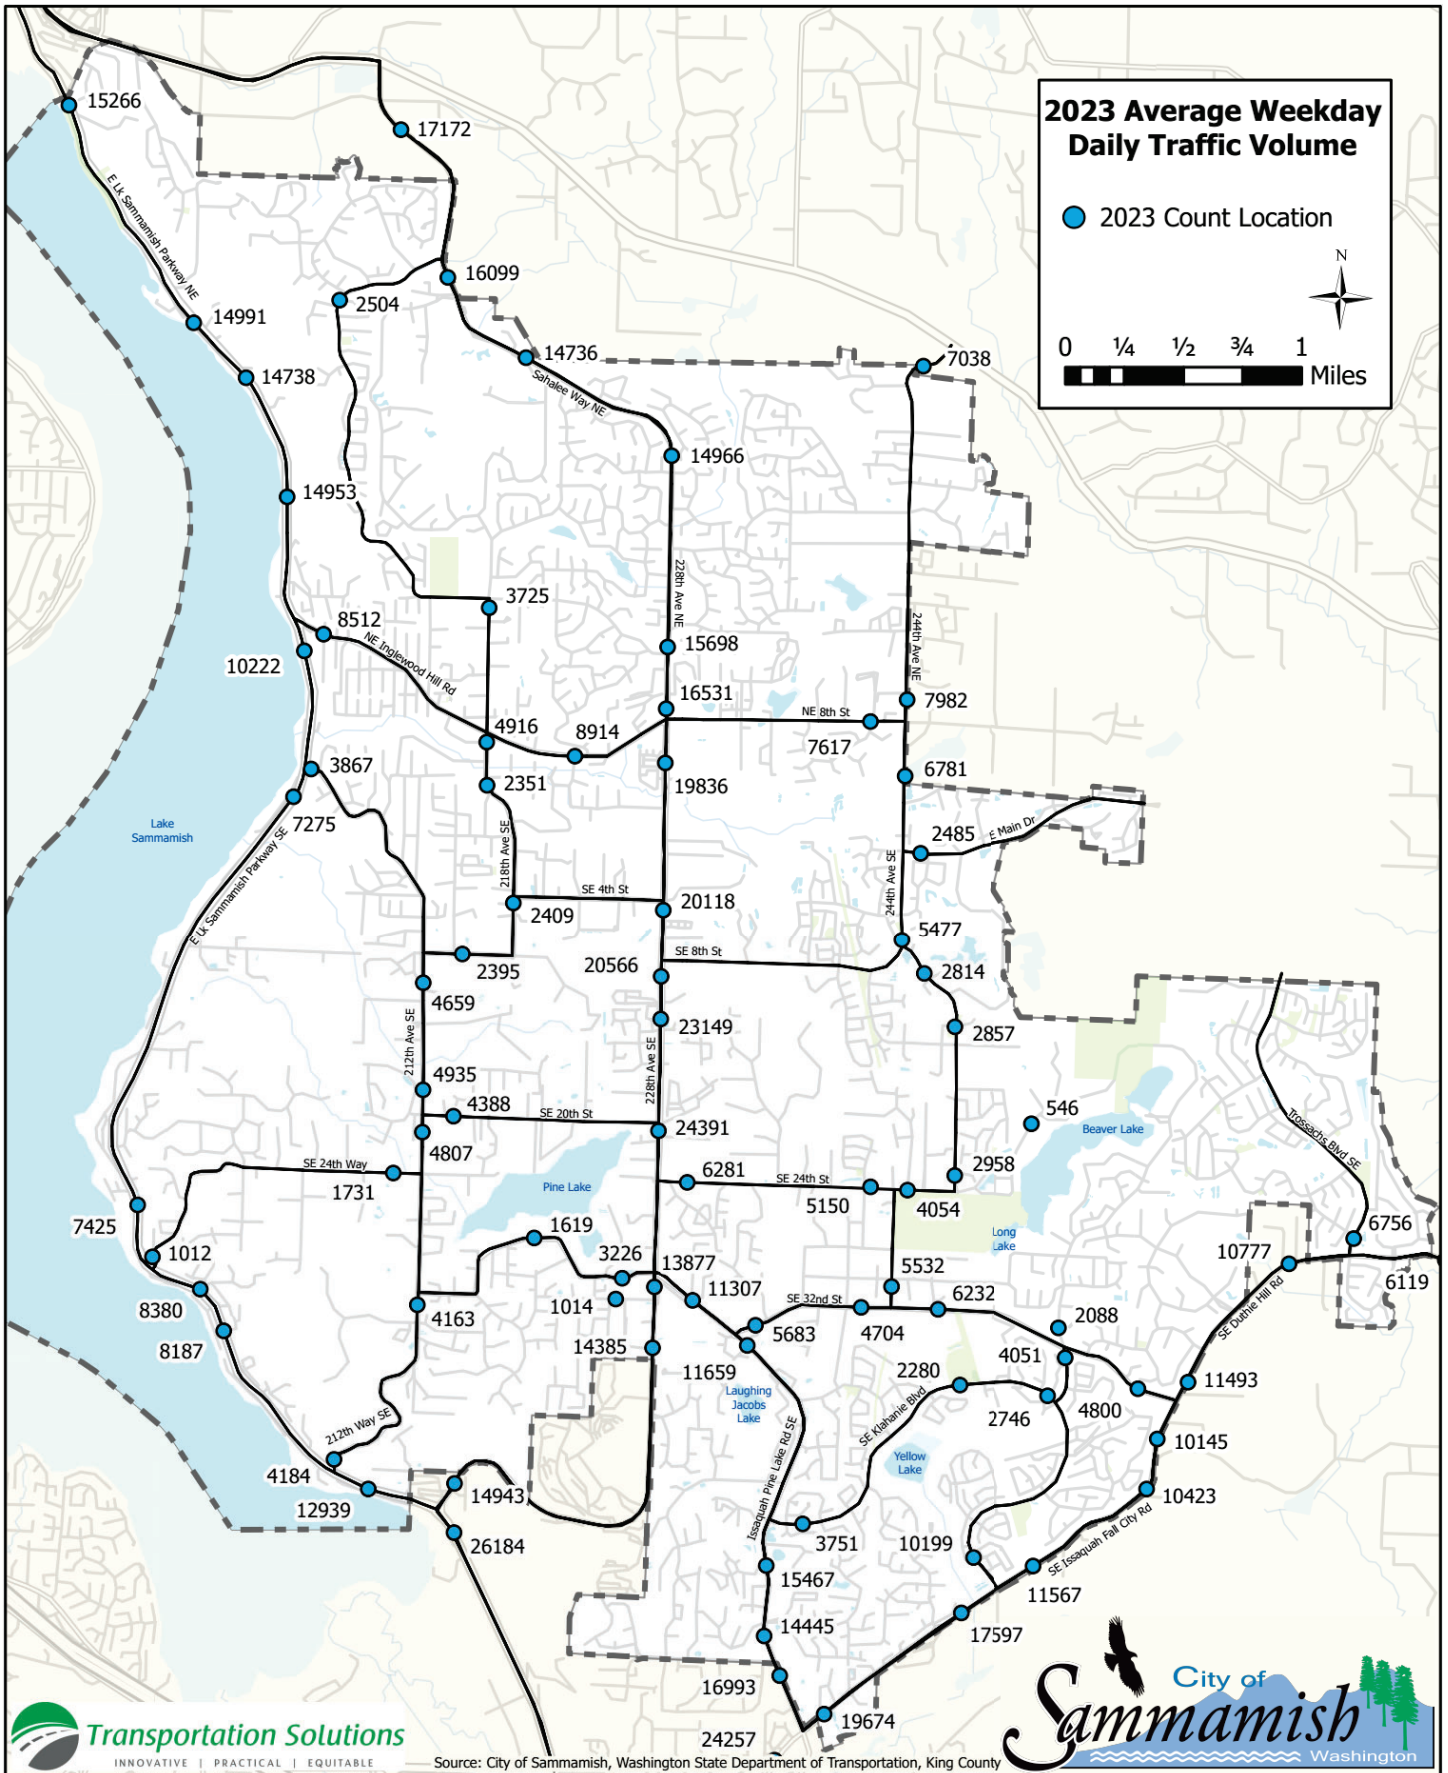 2023 Average Weekday
Daily Traffic Volume
2023 Count Location
N
0 ¼ ½ ¾ 1
Miles
15266
17172
E Lk Sammamish Parkway NE
16099
2504
14991
14736
7038
14738
Sahalee Way NE
14966
14953
228th Ave NE
3725
8512
244th Ave NE
NE Inglewood Hill Rd
15698
10222
16531
7982
NE 8th St
4916
8914
7617
3867
6781
2351
19836
7275
Lake
Sammamish
2485
E Main Dr
218th Ave SE
244th Ave SE
E Lk Sammamish Parkway SE
SE 4th St
2409
20118
5477
SE 8th St
2395
20566
2814
4659
23149
2857
212th Ave SE
228th Ave SE
4935
4388
SE 20th St
546
Beaver Lake
24391
Trossachs Blvd SE
4807
SE 24th Way
1731
6281
SE 24th St
2958
Pine Lake
5150
4054
7425
1619
Long
Lake
6756
1012
3226
13877
10777
5532
6119
8380
1014
11307
SE 32nd St
6232
4163
2088
SE Duthie Hill Rd
5683
4704
8187
14385
11659
4051
2280
11493
Laughing
Jacobs
Lake
2746
4800
SE Klahanie Blvd
212th Way SE
Issaquah Pine Lake Rd SE
10145
Yellow
Lake
4184
14943
10423
12939
26184
3751
10199
SE Issaquah Fall City Rd
15467
11567
14445
17597
16993
19674
24257
City of
Sammamish
Washington
Transportation Solutions
INNOVATIVE | PRACTICAL | EQUITABLE
Source: City of Sammamish, Washington State Department of Transportation, King County